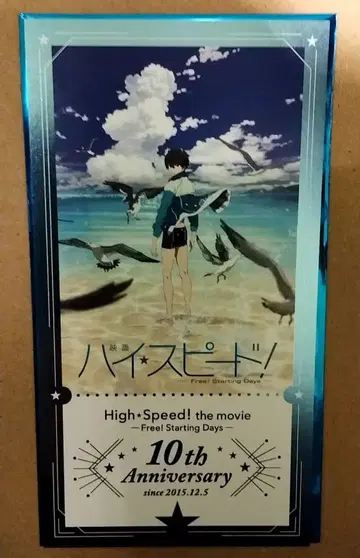 映画
ハイ☆スピード!
Free! Starting Days
High★Speed! the movie
—Free! Starting Days—
10th
Anniversary
since 2015.12.5